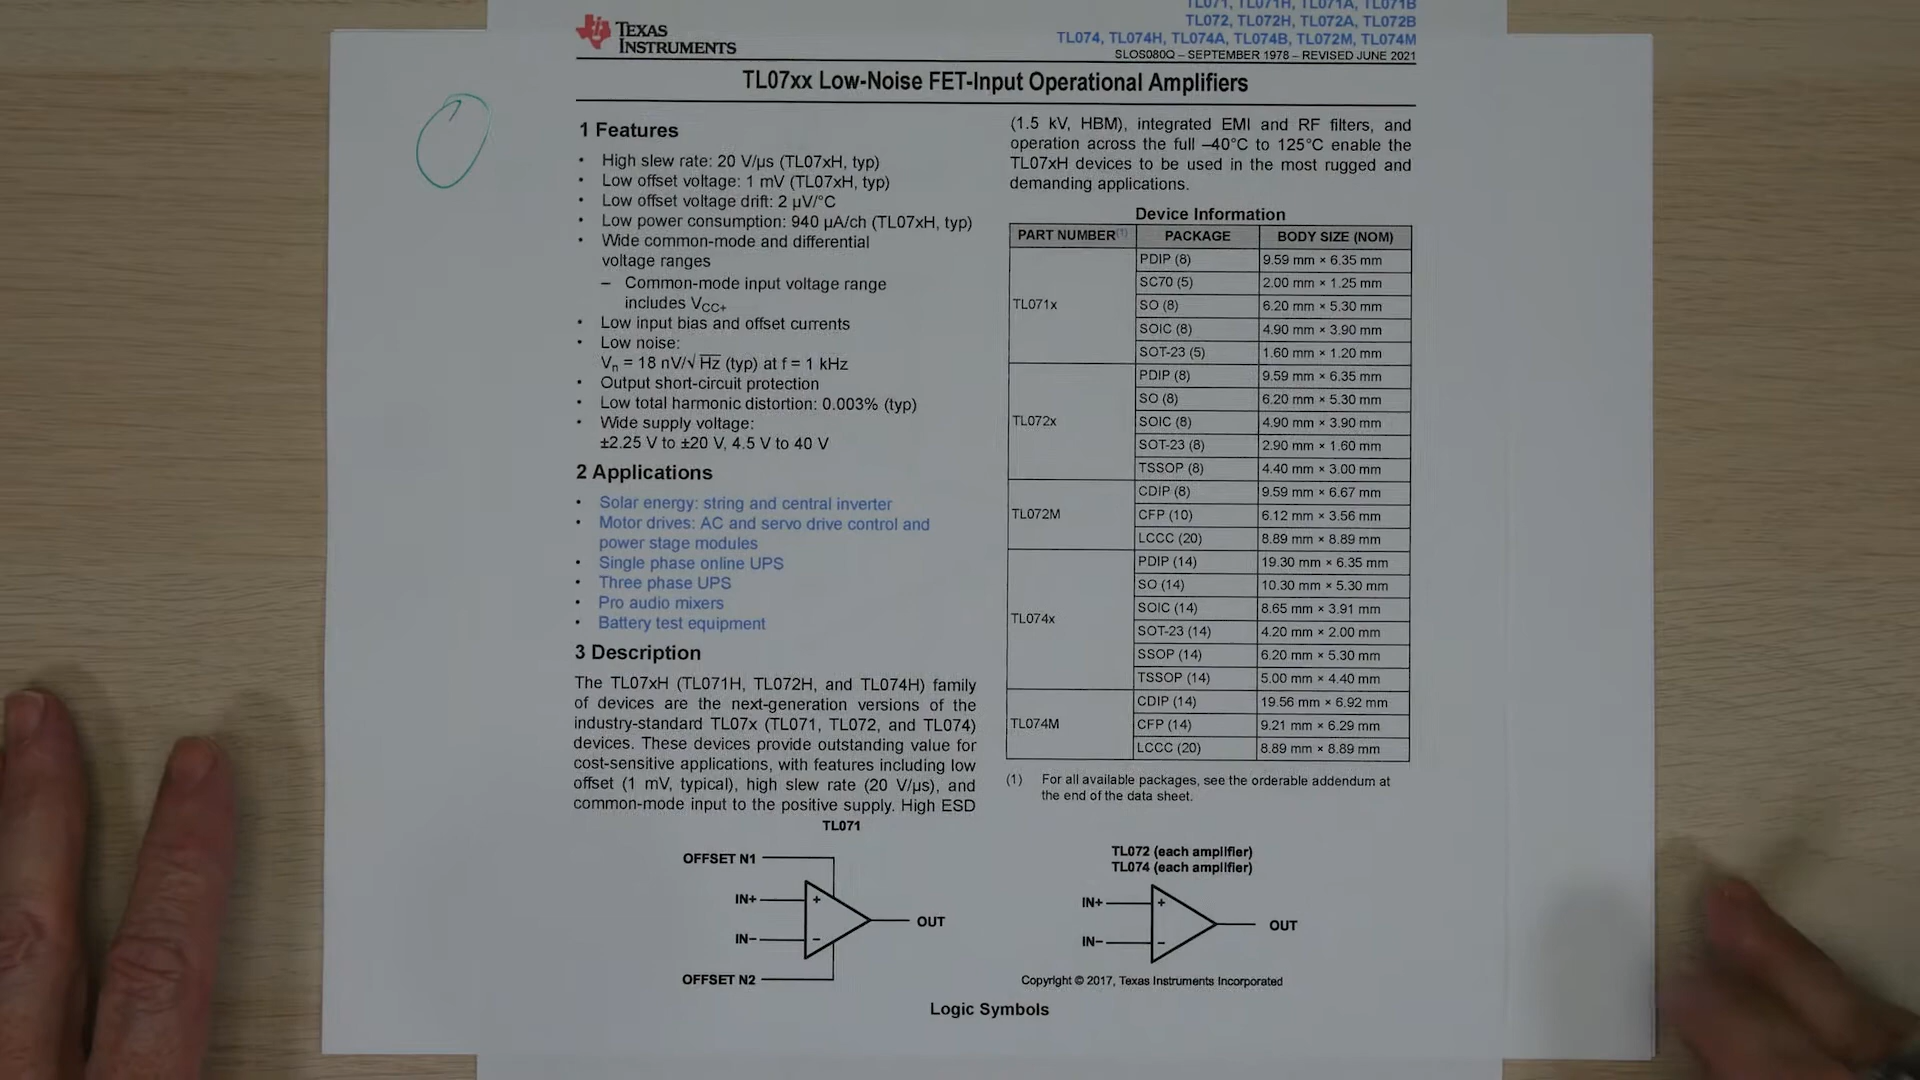 TEXAS
INSTRUMENTS
TL071, TL071H, TL071A, TL071B
TL072, TL072H, TL072A, TL072B
TL074, TL074H, TL074A, TL074B, TL072M, TL074M
SLOS080Q – SEPTEMBER 1978 – REVISED JUNE 2021
TL07xx Low-Noise FET-Input Operational Amplifiers
1 Features
• High slew rate: 20 V/μs (TL07xH, typ)
• Low offset voltage: 1 mV (TL07xH, typ)
• Low offset voltage drift: 2 μV/°C
• Low power consumption: 940 μA/ch (TL07xH, typ)
• Wide common-mode and differential
voltage ranges
– Common-mode input voltage range
includes VCC+
• Low input bias and offset currents
• Low noise:
Vn = 18 nV/√Hz (typ) at f = 1 kHz
• Output short-circuit protection
• Low total harmonic distortion: 0.003% (typ)
• Wide supply voltage:
±2.25 V to ±20 V, 4.5 V to 40 V
2 Applications
• Solar energy: string and central inverter
• Motor drives: AC and servo drive control and
power stage modules
• Single phase online UPS
• Three phase UPS
• Pro audio mixers
• Battery test equipment
3 Description
The TL07xH (TL071H, TL072H, and TL074H) family
of devices are the next-generation versions of the
industry-standard TL07x (TL071, TL072, and TL074)
devices. These devices provide outstanding value for
cost-sensitive applications, with features including low
offset (1 mV, typical), high slew rate (20 V/μs), and
common-mode input to the positive supply. High ESD
(1.5 kV, HBM), integrated EMI and RF filters, and
operation across the full –40°C to 125°C enable the
TL07xH devices to be used in the most rugged and
demanding applications.
Device Information
PART NUMBER(1) PACKAGE BODY SIZE (NOM)
TL071x
PDIP (8) 9.59 mm × 6.35 mm
SC70 (5) 2.00 mm × 1.25 mm
SO (8) 6.20 mm × 5.30 mm
SOIC (8) 4.90 mm × 3.90 mm
SOT-23 (5) 1.60 mm × 1.20 mm
TL072x
PDIP (8) 9.59 mm × 6.35 mm
SO (8) 6.20 mm × 5.30 mm
SOIC (8) 4.90 mm × 3.90 mm
SOT-23 (8) 2.90 mm × 1.60 mm
TSSOP (8) 4.40 mm × 3.00 mm
TL072M
CDIP (8) 9.59 mm × 6.67 mm
CFP (10) 6.12 mm × 3.56 mm
LCCC (20) 8.89 mm × 8.89 mm
TL074x
PDIP (14) 19.30 mm × 6.35 mm
SO (14) 10.30 mm × 5.30 mm
SOIC (14) 8.65 mm × 3.91 mm
SOT-23 (14) 4.20 mm × 2.00 mm
SSOP (14) 6.20 mm × 5.30 mm
TSSOP (14) 5.00 mm × 4.40 mm
TL074M
CDIP (14) 19.56 mm × 6.92 mm
CFP (14) 9.21 mm × 6.29 mm
LCCC (20) 8.89 mm × 8.89 mm
(1) For all available packages, see the orderable addendum at
the end of the data sheet.
TL071
OFFSET N1
IN+
+
IN–
–
OUT
OFFSET N2
TL072 (each amplifier)
TL074 (each amplifier)
IN+
+
IN–
–
OUT
Copyright © 2017, Texas Instruments Incorporated
Logic Symbols